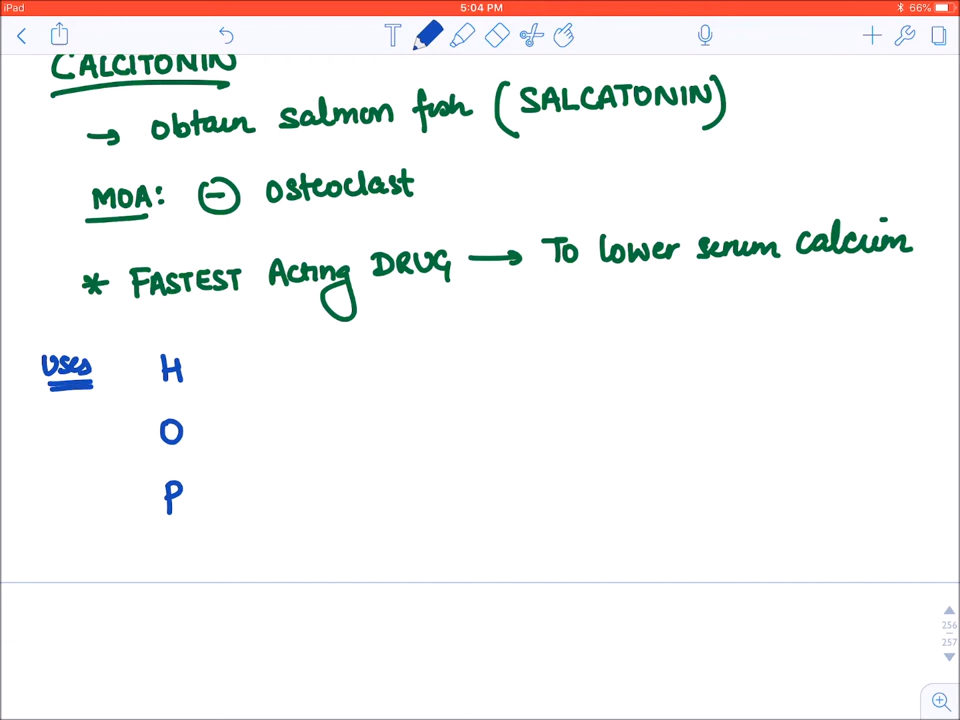 iPad 5:04 PM 66%
T
CALCITONIN
→ obtain salmon fish (SALCATONIN)
MOA: ⊖ osteoclast
* FASTEST Acting DRUG → To lower serum calcium
Uses H
O
P
256
257